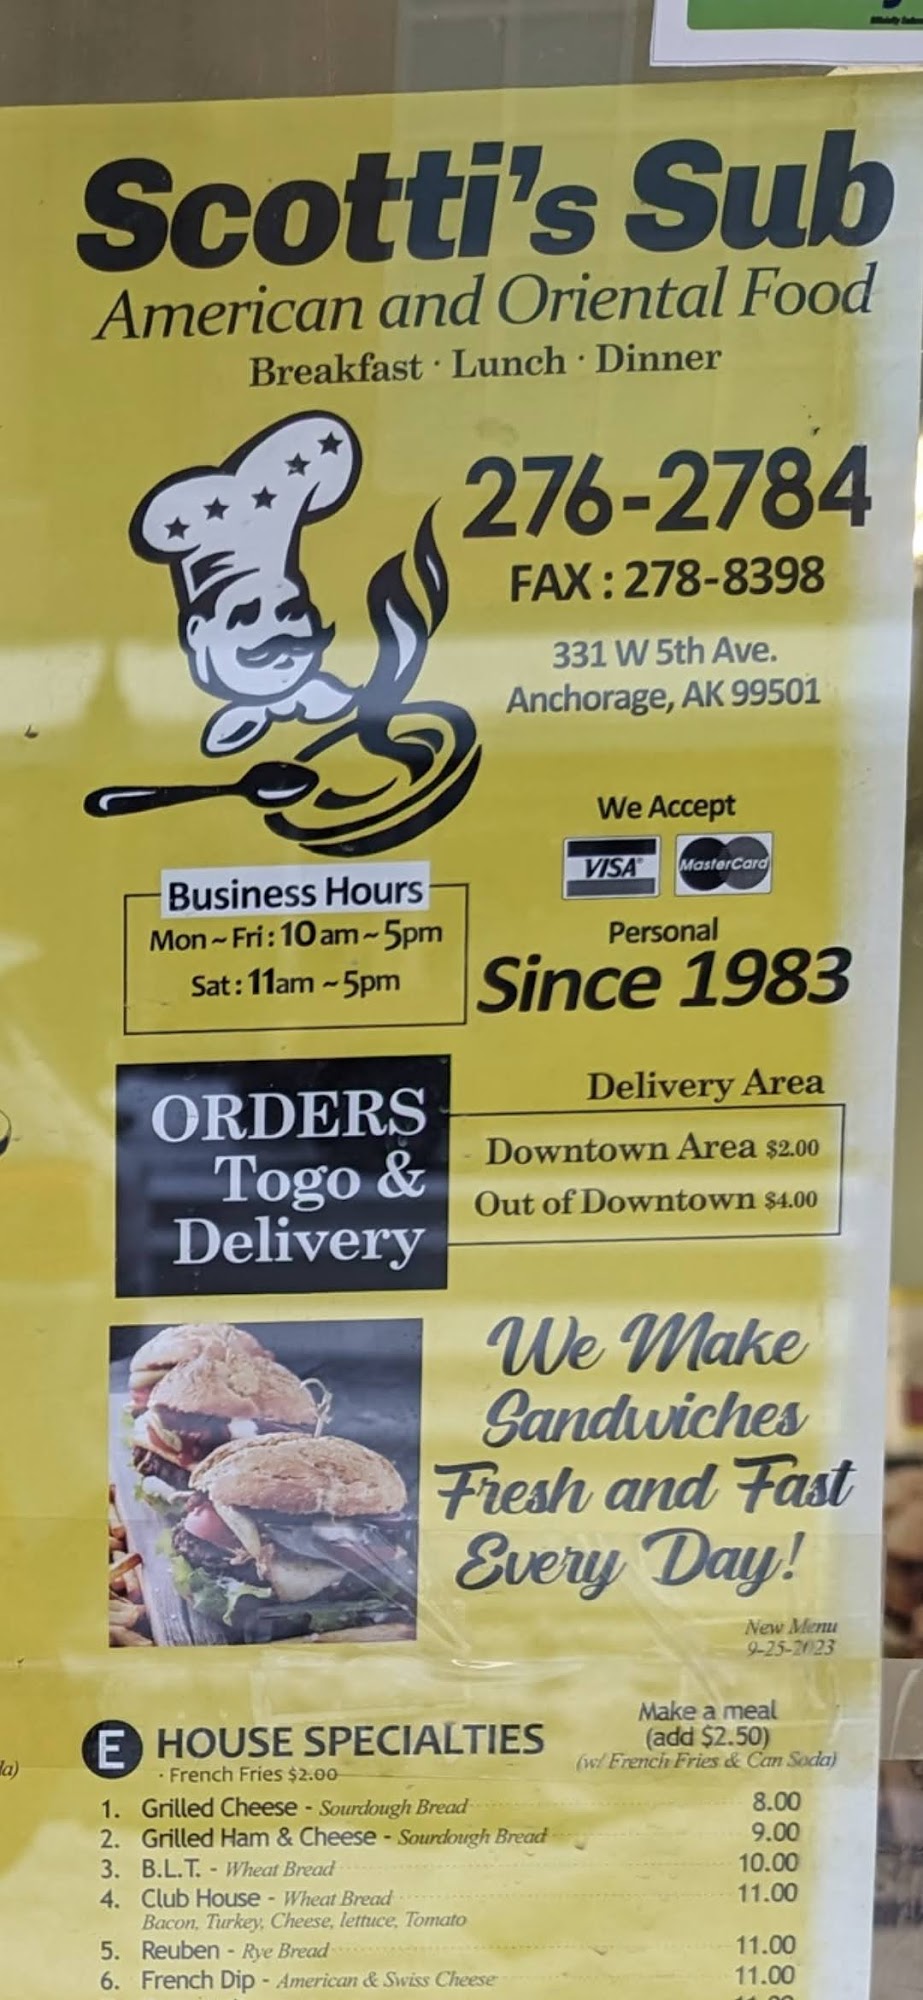 Scotti's Sub
American and Oriental Food
Breakfast · Lunch · Dinner
276-2784
FAX : 278-8398
331 W 5th Ave.
Anchorage, AK 99501
We Accept
VISA MasterCard
Business Hours
Mon ~ Fri : 10 am ~ 5pm
Sat : 11am ~ 5pm
Personal
Since 1983
ORDERS
Togo &
Delivery
Delivery Area
Downtown Area $2.00
Out of Downtown $4.00
We Make
Sandwiches
Fresh and Fast
Every Day!
New Menu
9-25-2023
E HOUSE SPECIALTIES
· French Fries $2.00
Make a meal
(add $2.50)
(w/ French Fries & Can Soda)
1. Grilled Cheese - Sourdough Bread 8.00
2. Grilled Ham & Cheese - Sourdough Bread 9.00
3. B.L.T. - Wheat Bread 10.00
4. Club House - Wheat Bread 11.00
Bacon, Turkey, Cheese, lettuce, Tomato
5. Reuben - Rye Bread 11.00
6. French Dip - American & Swiss Cheese 11.00